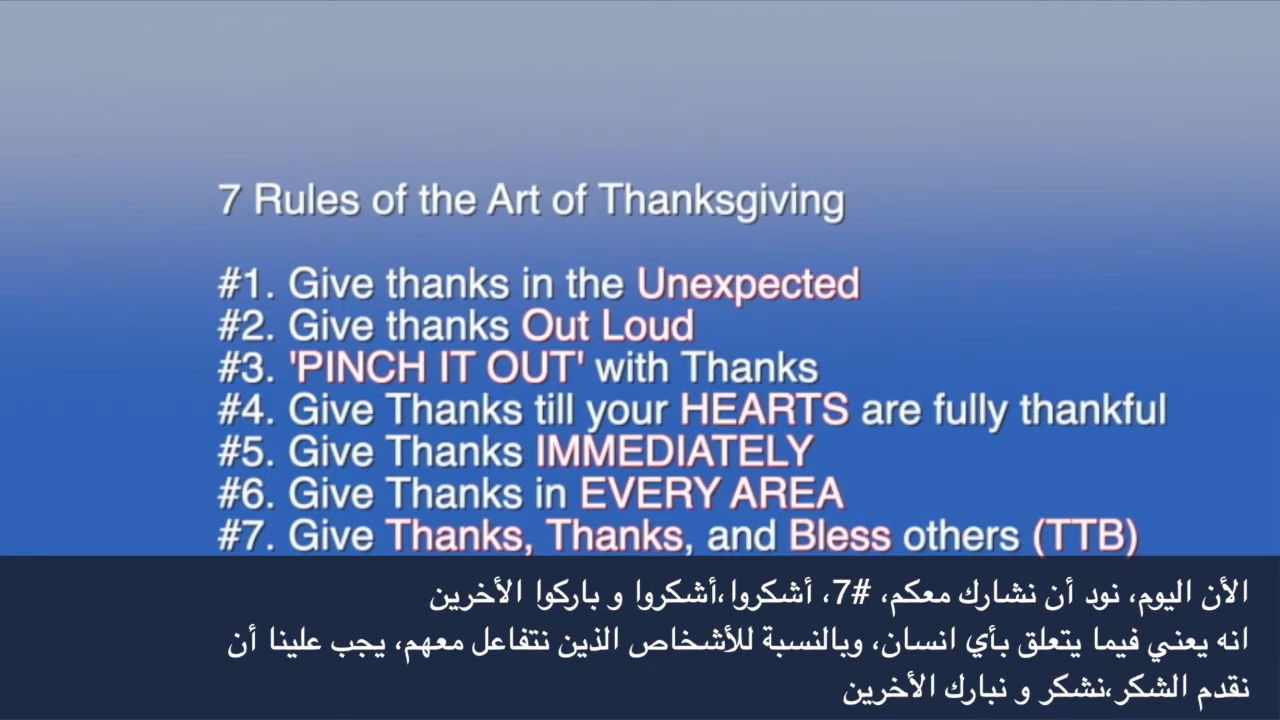 7 Rules of the Art of Thanksgiving
#1. Give thanks in the Unexpected
#2. Give thanks Out Loud
#3. 'PINCH IT OUT' with Thanks
#4. Give Thanks till your HEARTS are fully thankful
#5. Give Thanks IMMEDIATELY
#6. Give Thanks in EVERY AREA
#7. Give Thanks, Thanks, and Bless others (TTB)
الأن اليوم، نود أن نشارك معكم، #7، أشكروا ،أشكروا و باركوا الأخرين
انه يعني فيما يتعلق بأي انسان، وبالنسبة للأشخاص الذين نتفاعل معهم، يجب علينا أن
نقدم الشكر،نشكر و نبارك الأخرين